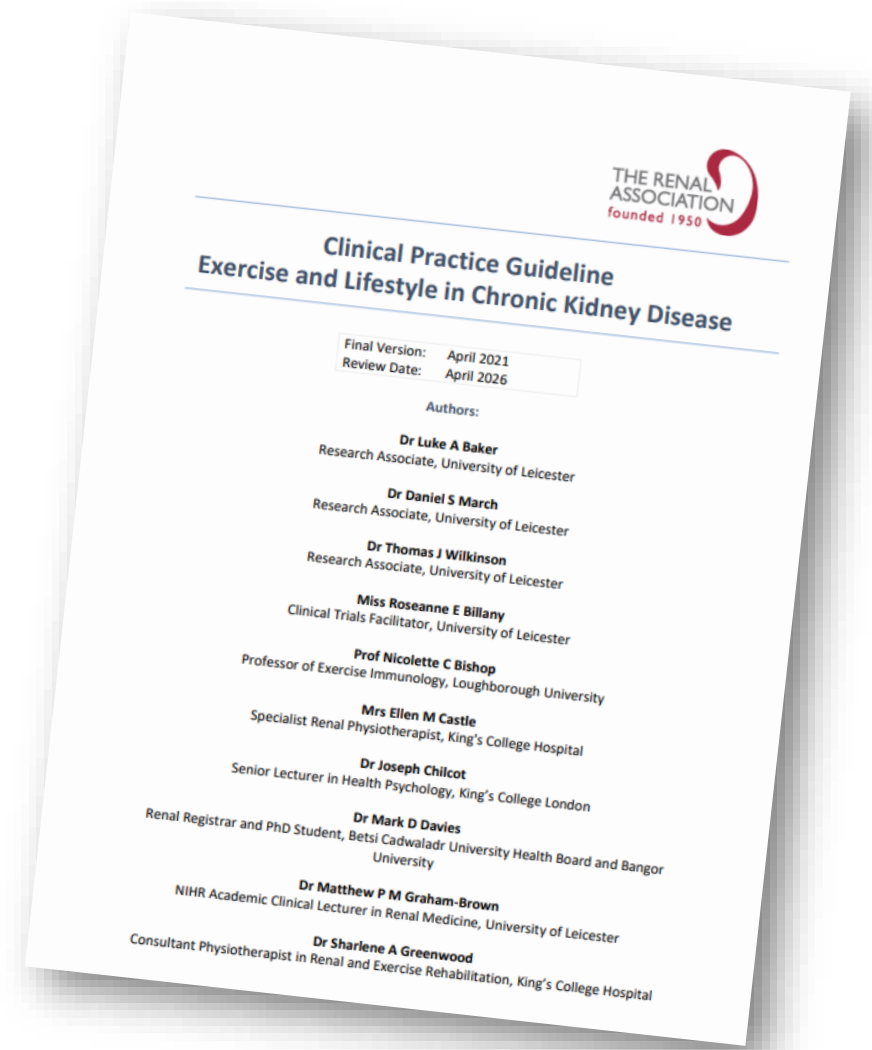 THE RENAL
ASSOCIATION
founded 1950
Clinical Practice Guideline
Exercise and Lifestyle in Chronic Kidney Disease
Final Version: April 2021
Review Date: April 2026
Authors:
Dr Luke A Baker
Research Associate, University of Leicester
Dr Daniel S March
Research Associate, University of Leicester
Dr Thomas J Wilkinson
Research Associate, University of Leicester
Miss Roseanne E Billany
Clinical Trials Facilitator, University of Leicester
Prof Nicolette C Bishop
Professor of Exercise Immunology, Loughborough University
Mrs Ellen M Castle
Specialist Renal Physiotherapist, King's College Hospital
Dr Joseph Chilcot
Senior Lecturer in Health Psychology, King's College London
Dr Mark D Davies
Renal Registrar and PhD Student, Betsi Cadwaladr University Health Board and Bangor
University
Dr Matthew P M Graham-Brown
NIHR Academic Clinical Lecturer in Renal Medicine, University of Leicester
Dr Sharlene A Greenwood
Consultant Physiotherapist in Renal and Exercise Rehabilitation, King's College Hospital